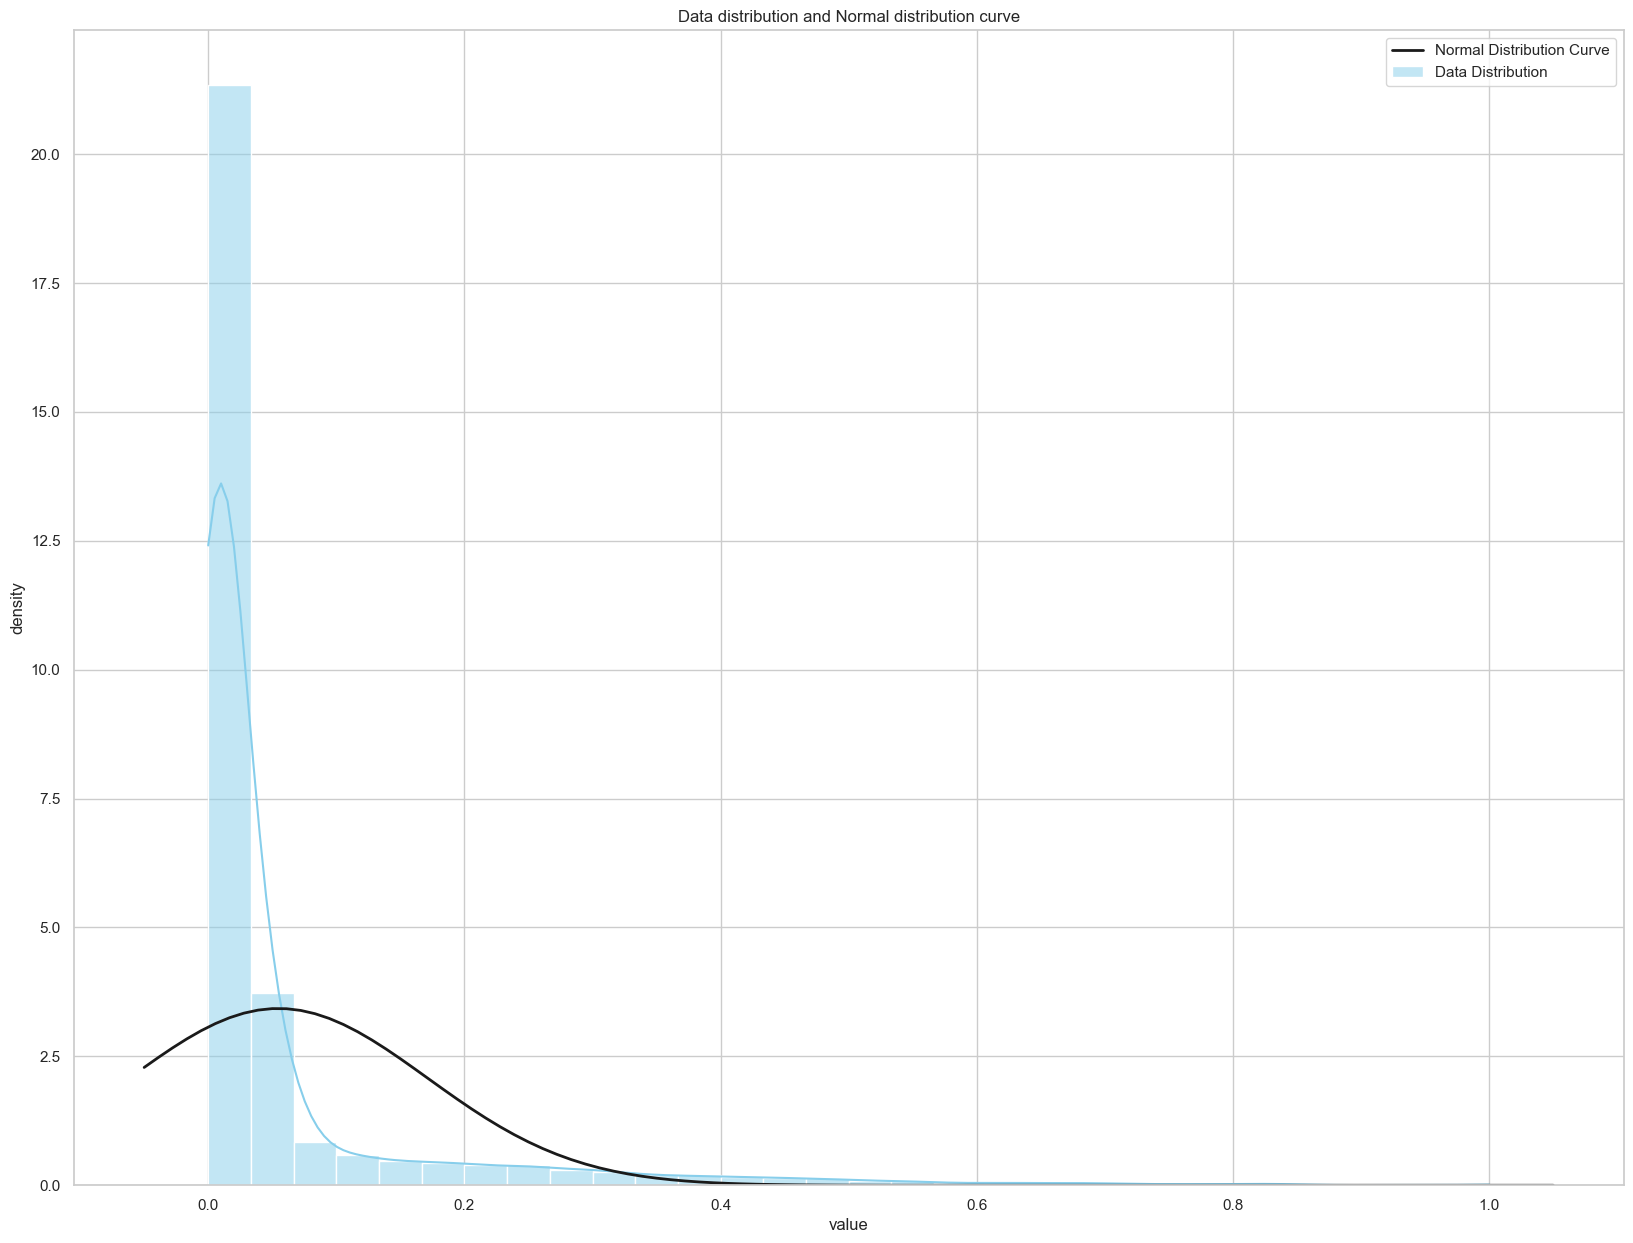 Data distribution and Normal distribution curve
Normal Distribution Curve
Data Distribution
20.0
17.5
15.0
12.5
10.0
7.5
5.0
2.5
0.0
density
0.0 0.2 0.4 0.6 0.8 1.0
value